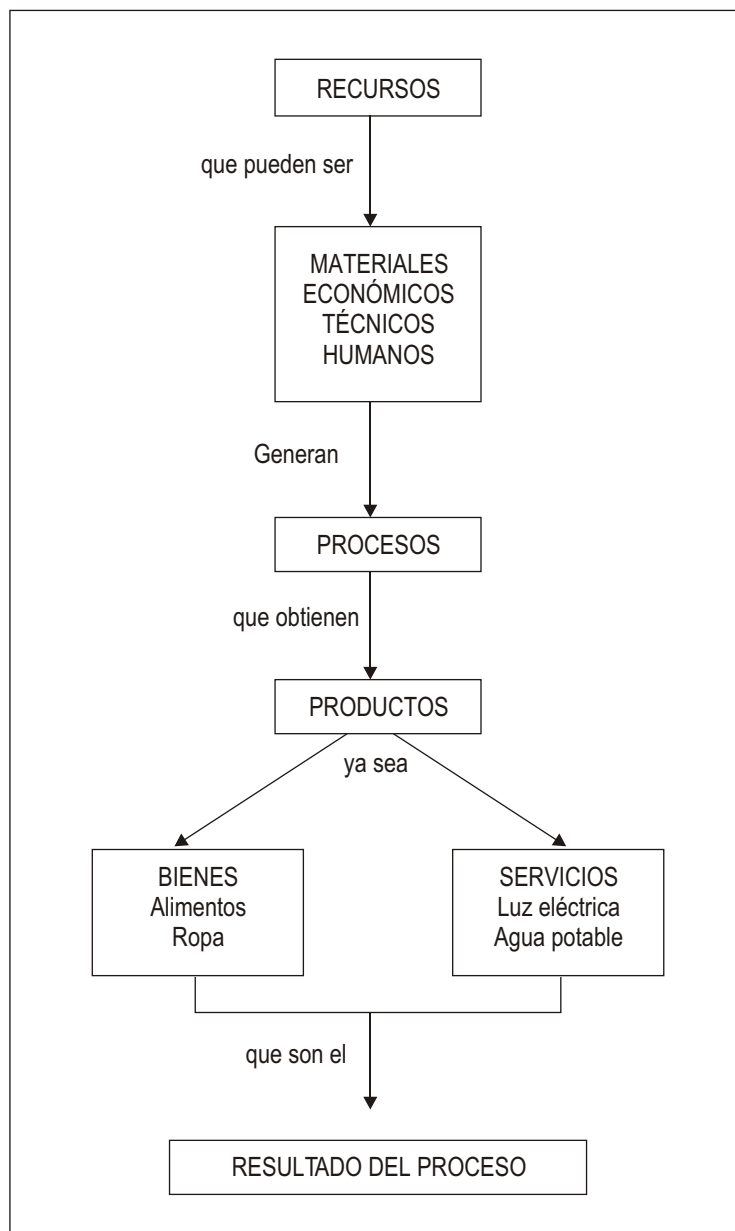 RECURSOS
que pueden ser
MATERIALES
ECONÓMICOS
TÉCNICOS
HUMANOS
Generan
PROCESOS
que obtienen
PRODUCTOS
ya sea
BIENES
Alimentos
Ropa
SERVICIOS
Luz eléctrica
Agua potable
que son el
RESULTADO DEL PROCESO